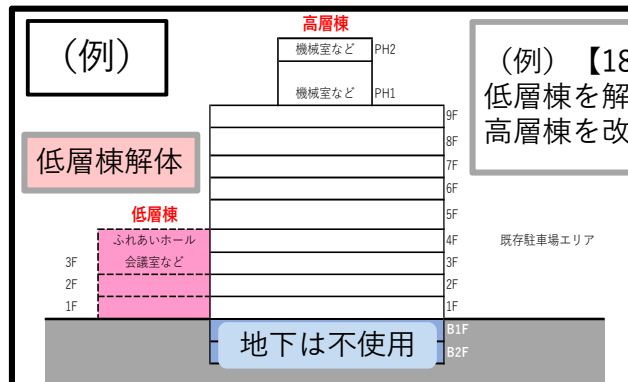 （例）
高層棟
機械室など PH2
機械室など PH1
（例）【18
低層棟を解
高層棟を改
低層棟解体
低層棟
ふれあいホール
会議室など
3F
2F
1F
9F
8F
7F
6F
5F
4F
3F
2F
1F
B1F
B2F
既存駐車場エリア
地下は不使用